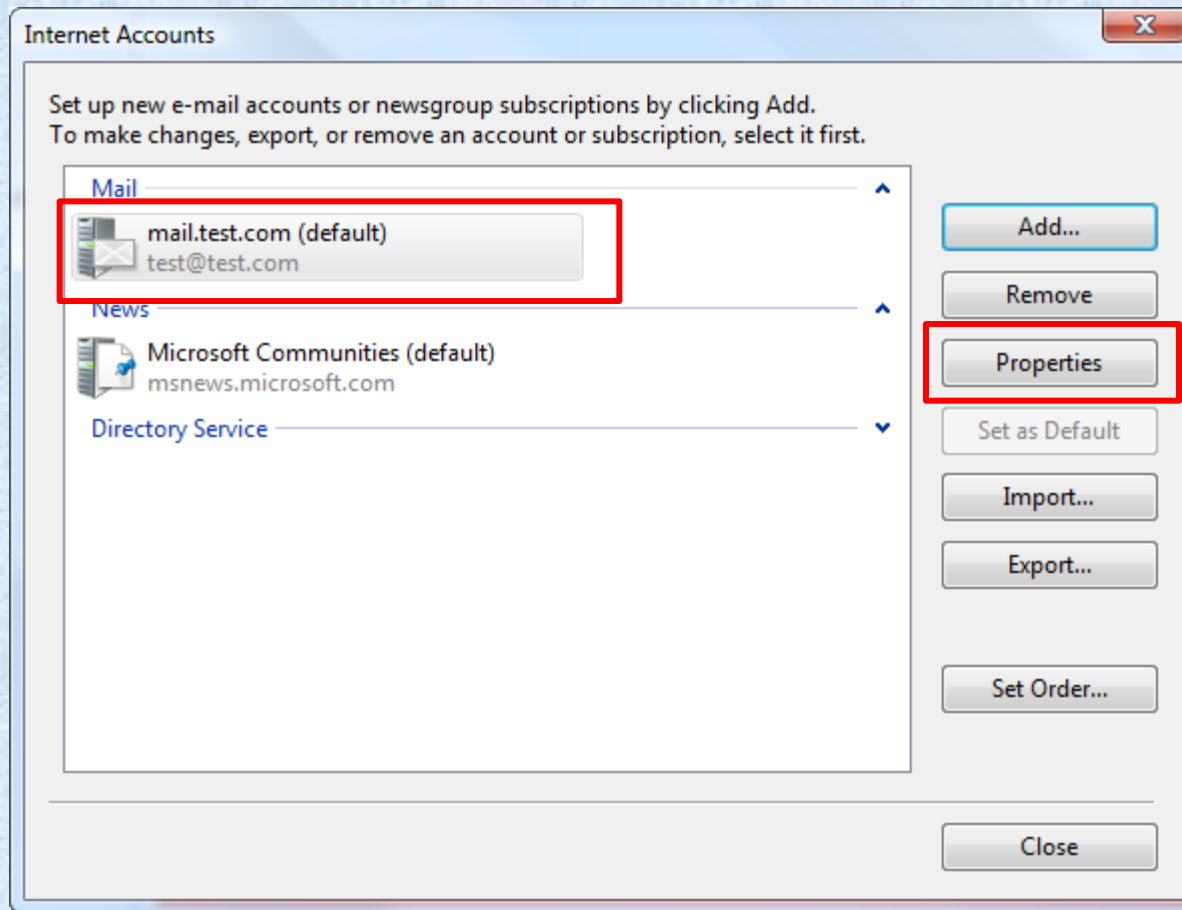 Internet Accounts
Set up new e-mail accounts or newsgroup subscriptions by clicking Add.
To make changes, export, or remove an account or subscription, select it first.
Mail
mail.test.com (default)
test@test.com
News
Microsoft Communities (default)
msnews.microsoft.com
Directory Service
Add...
Remove
Properties
Set as Default
Import...
Export...
Set Order...
Close